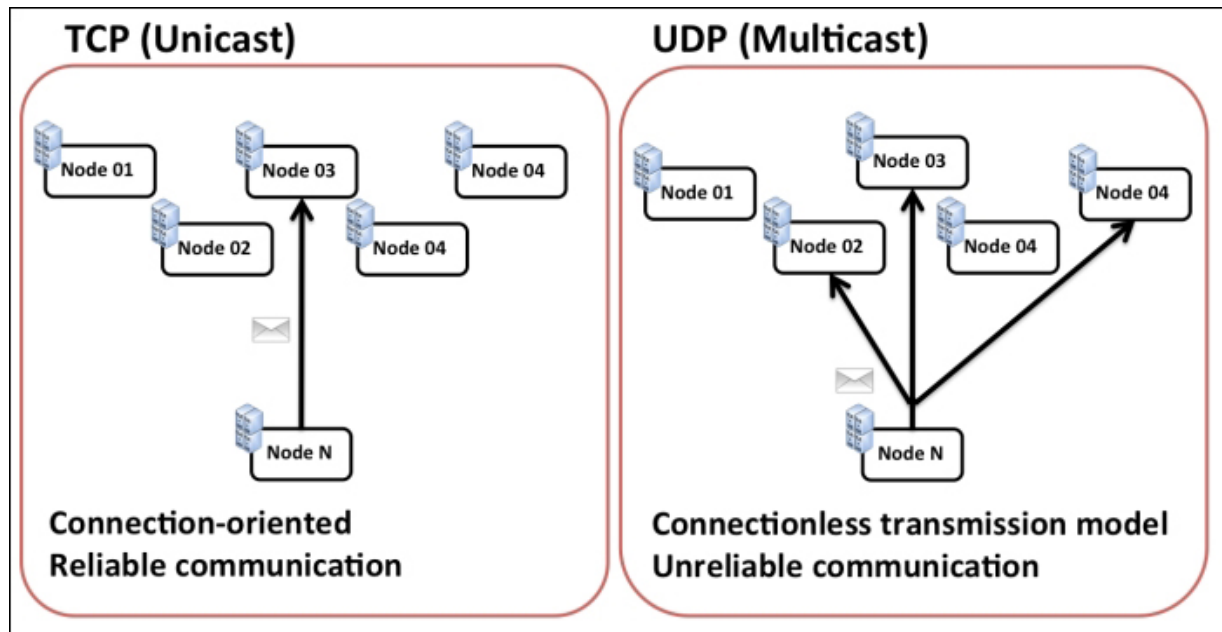 TCP (Unicast)
Node 01
Node 03
Node 04
Node 02
Node 04
Node N
Connection-oriented
Reliable communication
UDP (Multicast)
Node 03
Node 01
Node 04
Node 02
Node 04
Node N
Connectionless transmission model
Unreliable communication